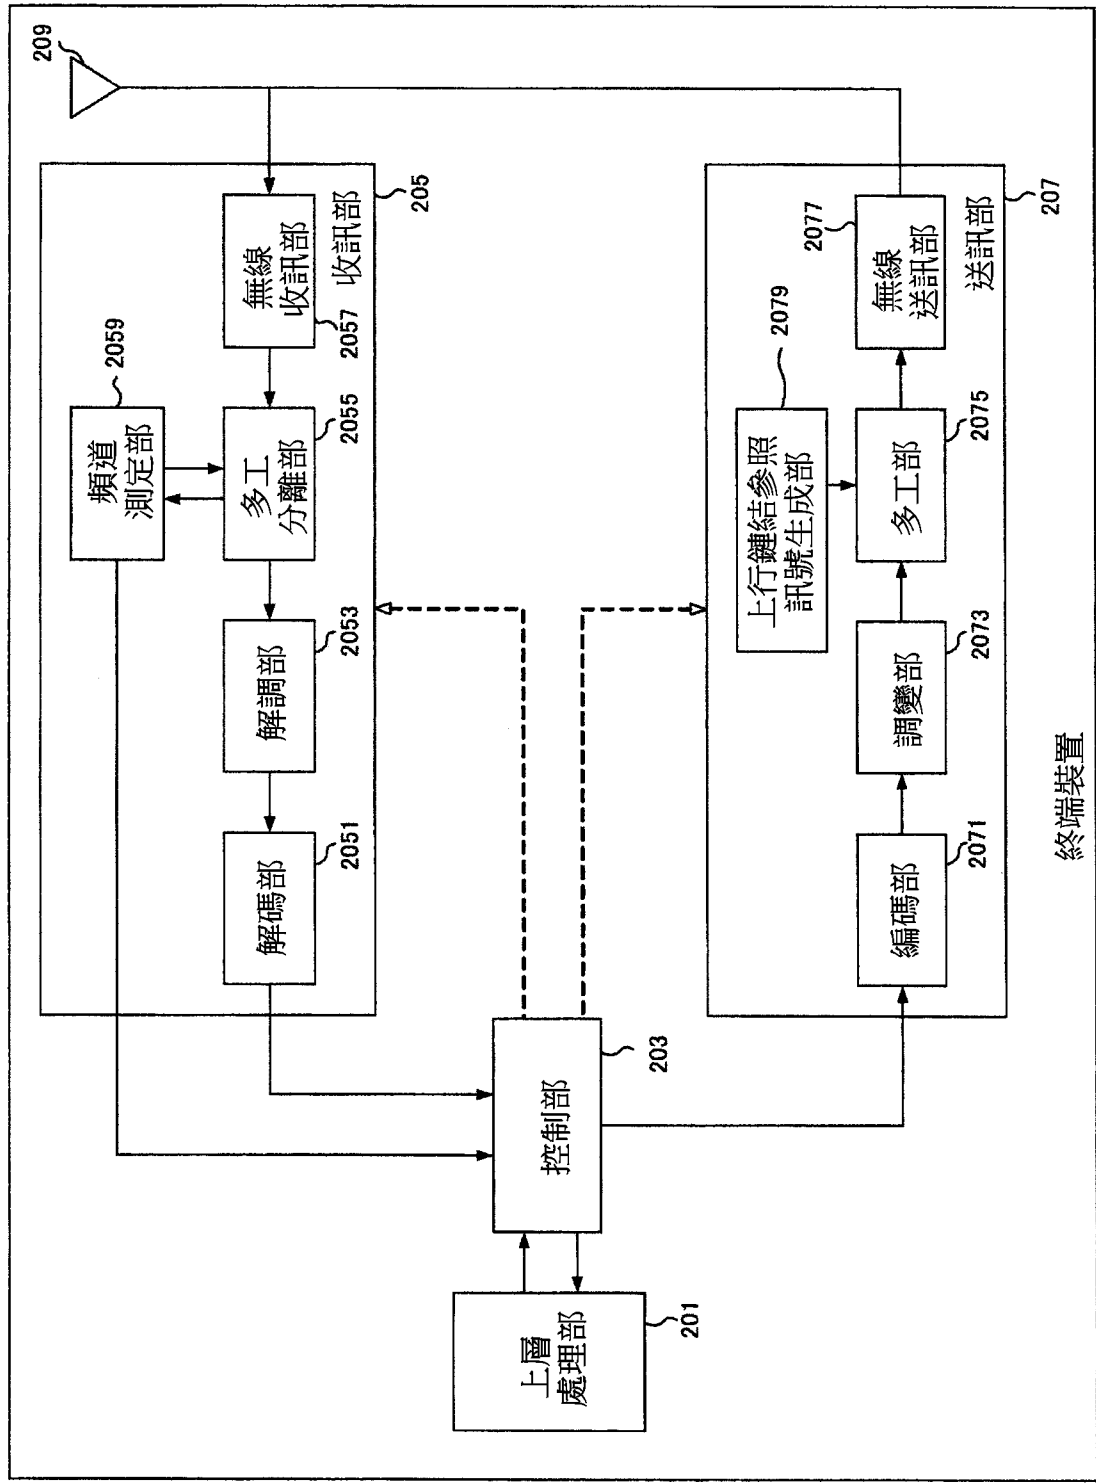 209
頻道
測定部
2059
無線
收訊部
2057
多工
分離部
2055
解調部
2053
解碼部
2051
收訊部
205
上層
處理部
201
控制部
203
上行鏈結參照
訊號生成部
2079
編碼部
2071
調變部
2073
多工部
2075
無線
送訊部
2077
送訊部
207
終端裝置